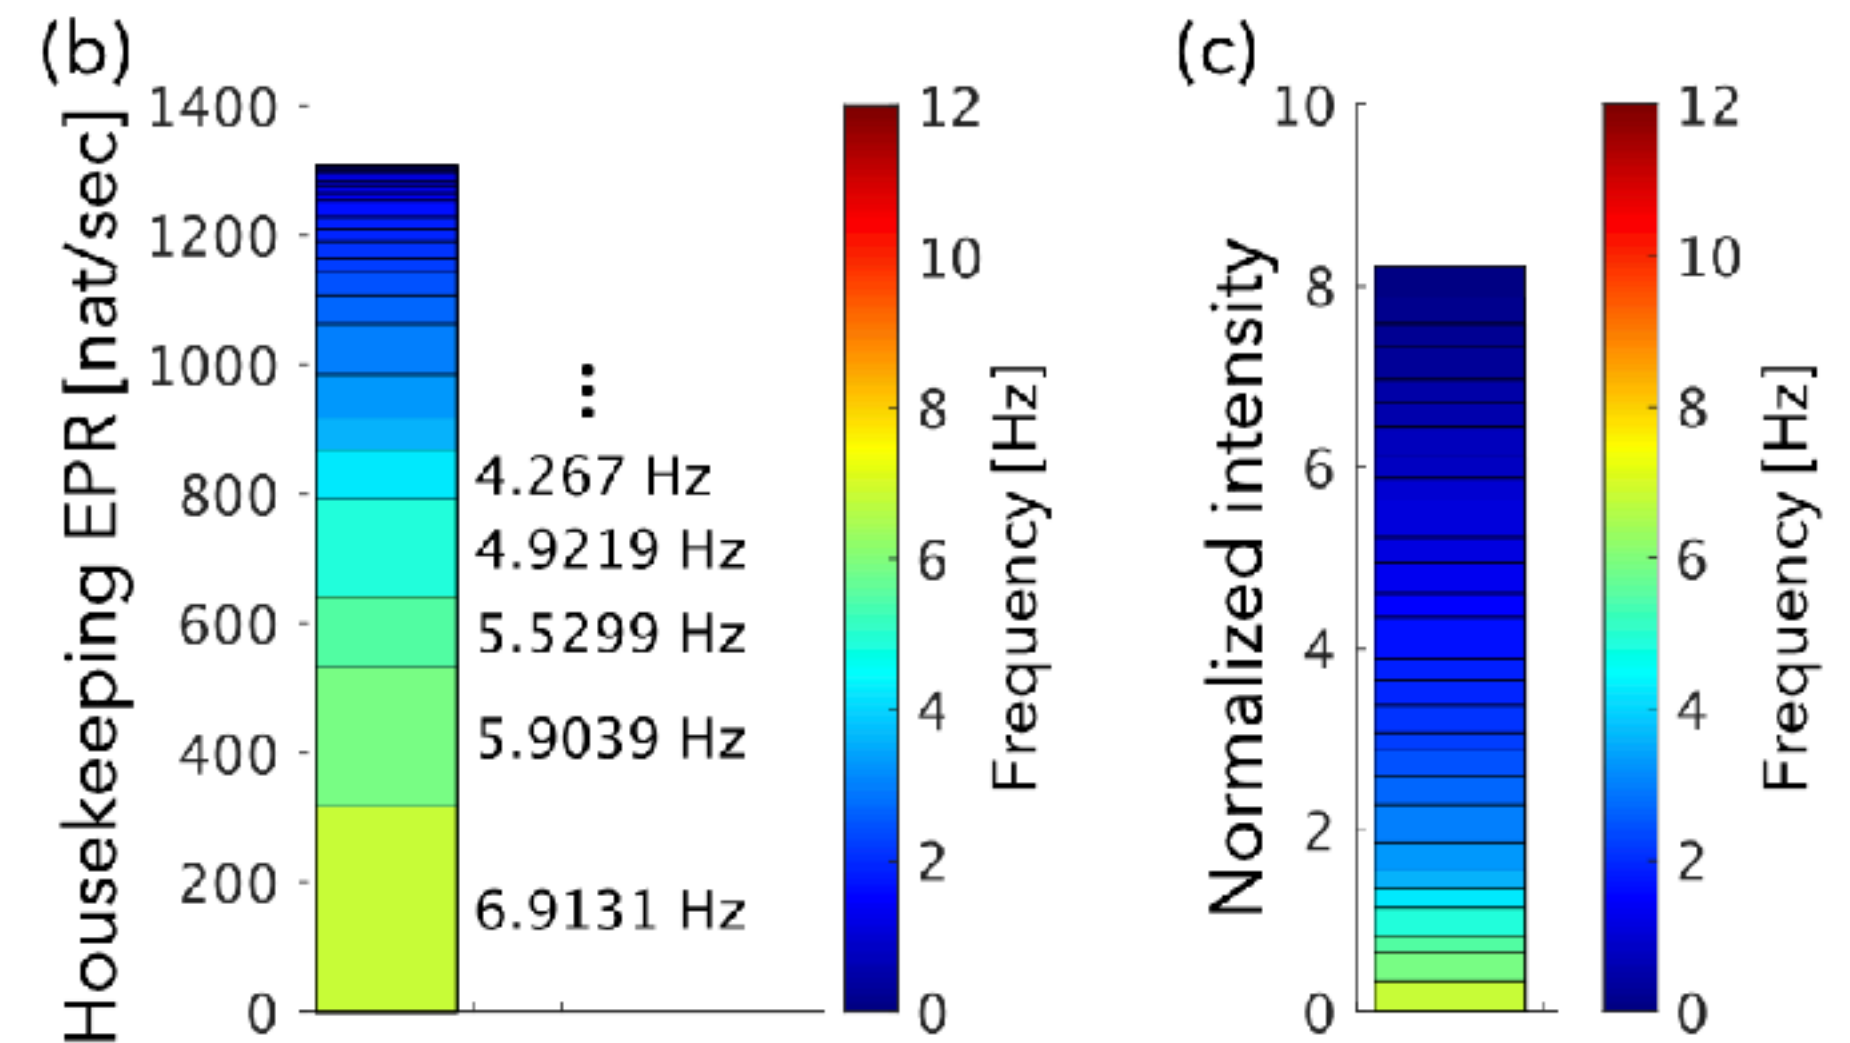 (b)
Housekeeping EPR [nat/sec]
1400
1200
1000
800
600
400
200
0
4.267 Hz
4.9219 Hz
5.5299 Hz
5.9039 Hz
6.9131 Hz
12
10
8
6
4
2
0
Frequency [Hz]
(c)
Normalized intensity
10
8
6
4
2
0
12
10
8
6
4
2
0
Frequency [Hz]